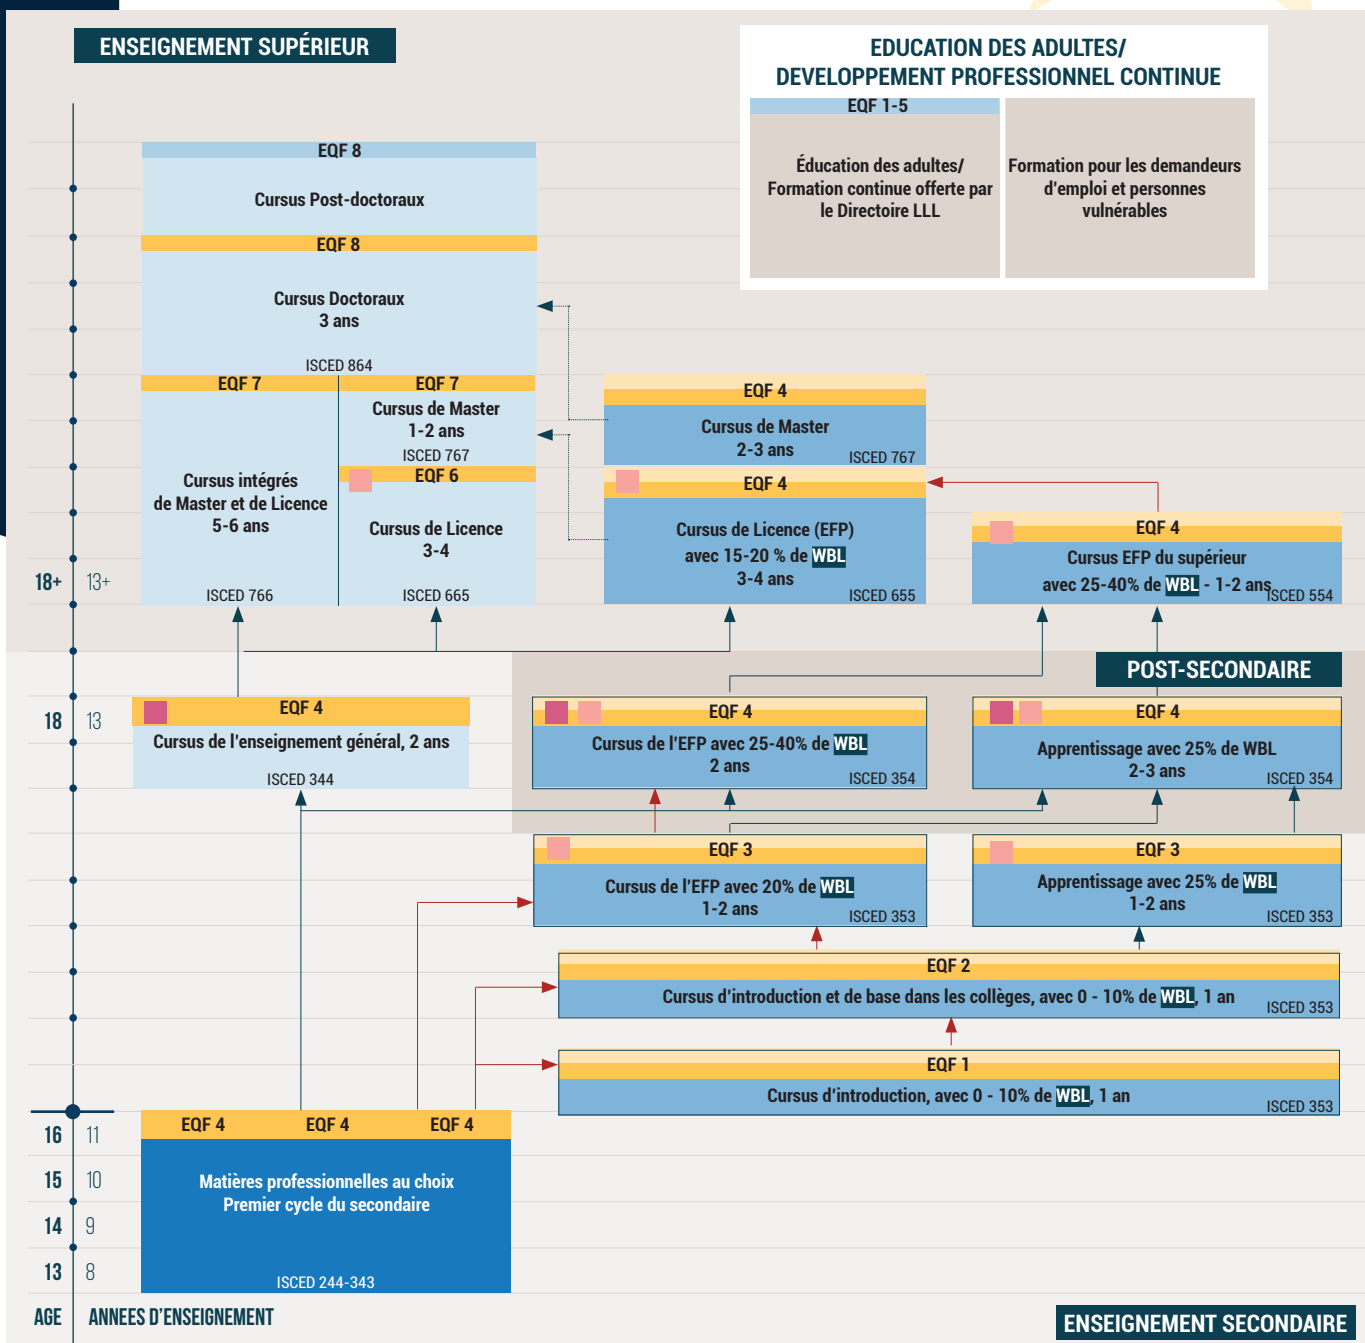 ENSEIGNEMENT SUPÉRIEUR
EDUCATION DES ADULTES/
DEVELOPPEMENT PROFESSIONNEL CONTINUE
EQF 1-5
Éducation des adultes/
Formation continue offerte par
le Directoire LLL
Formation pour les demandeurs
d'emploi et personnes
vulnérables
EQF 8
Cursus Post-doctoraux
EQF 8
Cursus Doctoraux
3 ans
ISCED 864
EQF 7
Cursus intégrés
de Master et de Licence
5-6 ans
ISCED 766
EQF 7
Cursus de Master
1-2 ans
ISCED 767
EQF 6
Cursus de Licence
3-4
ISCED 665
EQF 4
Cursus de Master
2-3 ans
ISCED 767
EQF 4
Cursus de Licence (EFP)
avec 15-20 % de WBL
3-4 ans
ISCED 655
EQF 4
Cursus EFP du supérieur
avec 25-40% de WBL - 1-2 ans
ISCED 554
18+ 13+
POST-SECONDAIRE
18 13
EQF 4
Cursus de l'enseignement général, 2 ans
ISCED 344
EQF 4
Cursus de l'EFP avec 25-40% de WBL
2 ans
ISCED 354
EQF 4
Apprentissage avec 25% de WBL
2-3 ans
ISCED 354
EQF 3
Cursus de l'EFP avec 20% de WBL
1-2 ans
ISCED 353
EQF 3
Apprentissage avec 25% de WBL
1-2 ans
ISCED 353
EQF 2
Cursus d'introduction et de base dans les collèges, avec 0 - 10% de WBL, 1 an
ISCED 353
EQF 1
Cursus d'introduction, avec 0 - 10% de WBL, 1 an
ISCED 353
EQF 4 EQF 4 EQF 4
Matières professionnelles au choix
Premier cycle du secondaire
ISCED 244-343
16 11
15 10
14 9
13 8
AGE ANNEES D'ENSEIGNEMENT
ENSEIGNEMENT SECONDAIRE